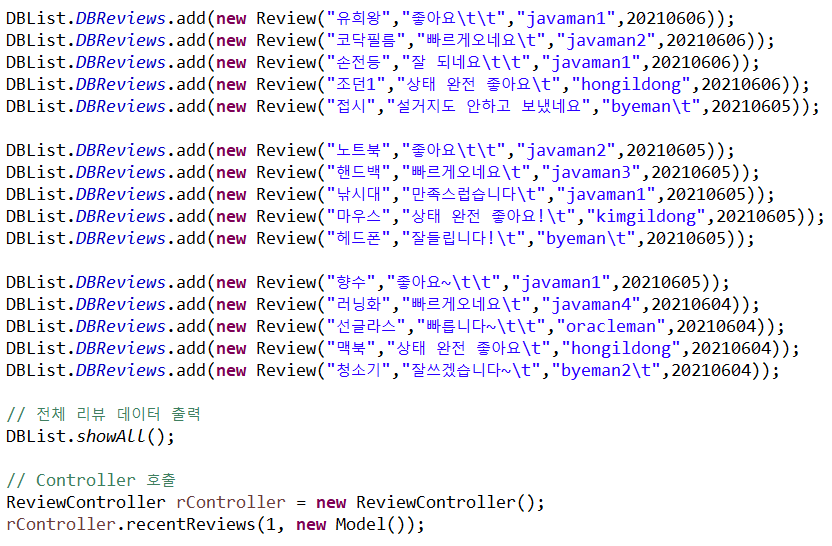 DBList.DBReviews.add(new Review("유희왕","좋아요\t\t","javaman1",20210606));
DBList.DBReviews.add(new Review("코닥필름","빠르게오네요\t","javaman2",20210606));
DBList.DBReviews.add(new Review("손전등","잘 되네요\t\t","javaman1",20210606));
DBList.DBReviews.add(new Review("조던1","상태 완전 좋아요\t","hongildong",20210606));
DBList.DBReviews.add(new Review("접시","설거지도 안하고 보냈네요","byeman\t",20210605));
DBList.DBReviews.add(new Review("노트북","좋아요\t\t","javaman2",20210605));
DBList.DBReviews.add(new Review("핸드백","빠르게오네요\t","javaman3",20210605));
DBList.DBReviews.add(new Review("낚시대","만족스럽습니다\t","javaman1",20210605));
DBList.DBReviews.add(new Review("마우스","상태 완전 좋아요!\t","kimgildong",20210605));
DBList.DBReviews.add(new Review("헤드폰","잘들립니다!\t","byeman\t",20210605));
DBList.DBReviews.add(new Review("향수","좋아요~\t\t","javaman1",20210605));
DBList.DBReviews.add(new Review("러닝화","빠르게오네요\t","javaman4",20210604));
DBList.DBReviews.add(new Review("선글라스","빠릅니다~\t\t","oracleman",20210604));
DBList.DBReviews.add(new Review("맥북","상태 완전 좋아요\t","hongildong",20210604));
DBList.DBReviews.add(new Review("청소기","잘쓰겠습니다~\t","byeman2\t",20210604));
// 전체 리뷰 데이터 출력
DBList.showAll();
// Controller 호출
ReviewController rController = new ReviewController();
rController.recentReviews(1, new Model());